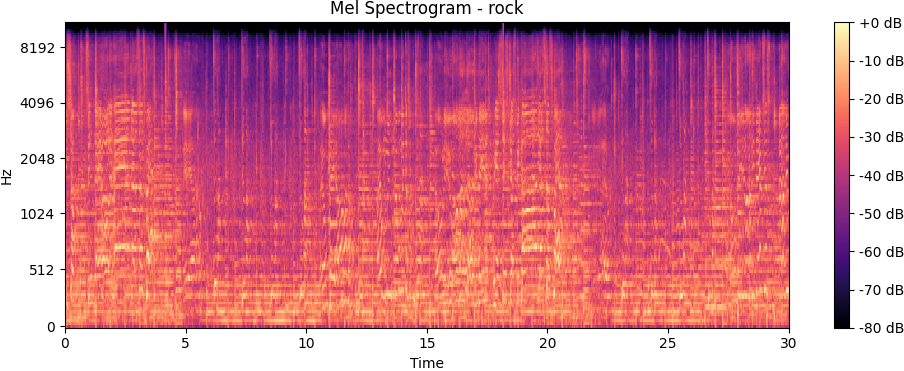 Mel Spectrogram - rock
8192
4096
2048
1024
512
0
Hz
0 5 10 15 20 25 30
Time
+0 dB
-10 dB
-20 dB
-30 dB
-40 dB
-50 dB
-60 dB
-70 dB
-80 dB